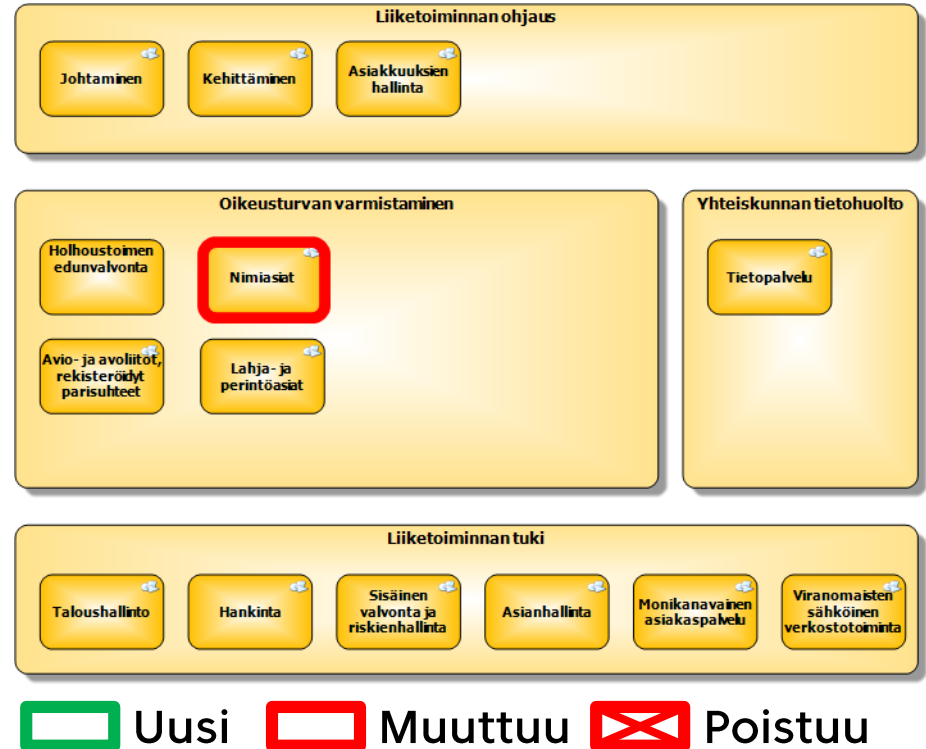 Liiketoiminnan ohjaus
Johtaminen
Kehittäminen
Asiakkuuksien
hallinta
Oikeusturvan varmistaminen
Holhoustoimen
edunvalvonta
Nimiasiat
Avio- ja avoliitot,
rekisteröidyt
parisuhteet
Lahja- ja
perintöasiat
Yhteiskunnan tietohuolto
Tietopalvelu
Liiketoiminnan tuki
Taloushallinto
Hankinta
Sisäinen
valvonta ja
riskienhallinta
Asianhallinta
Monikanavainen
asiakaspalvelu
Viranomaisten
sähköinen
verkostotoiminta
Uusi
Muuttuu
Poistuu